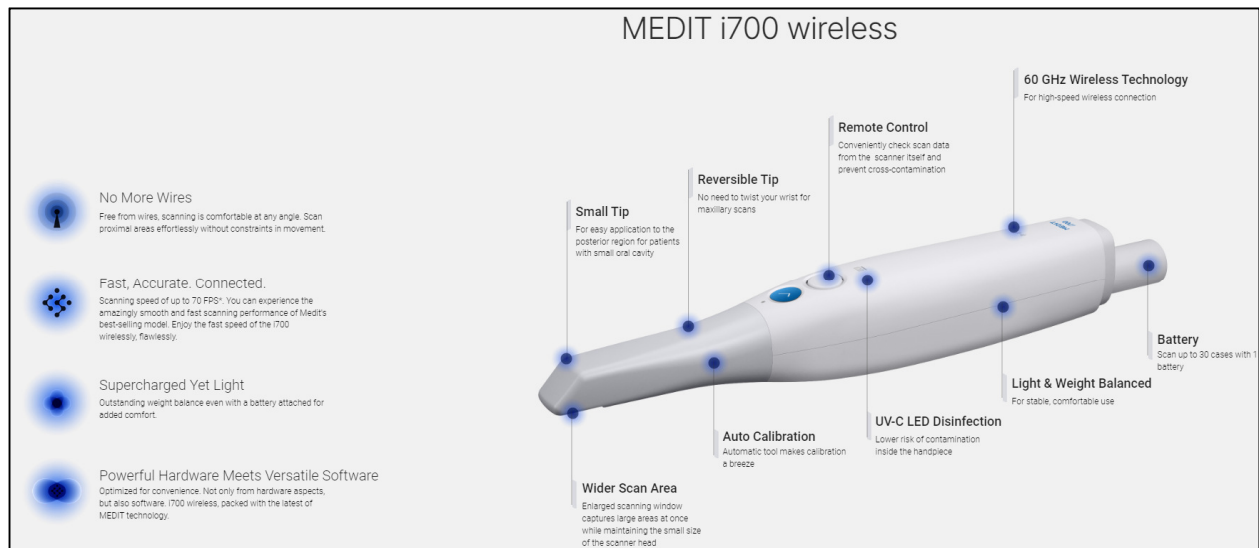 MEDIT i700 wireless
No More Wires
Free from wires, scanning is comfortable at any angle. Scan
proximal areas effortlessly without constraints in movement.
Fast, Accurate. Connected.
Scanning speed of up to 70 FPS*. You can experience the
amazingly smooth and fast scanning performance of Medit's
best-selling model. Enjoy the fast speed of the i700
wirelessly, flawlessly.
Supercharged Yet Light
Outstanding weight balance even with a battery attached for
added comfort.
Powerful Hardware Meets Versatile Software
Optimized for convenience. Not only from hardware aspects,
but also software. i700 wireless, packed with the latest of
MEDIT technology.
Small Tip
For easy application to the
posterior region for patients
with small oral cavity
Reversible Tip
No need to twist your wrist for
maxillary scans
Remote Control
Conveniently check scan data
from the scanner itself and
prevent cross-contamination
60 GHz Wireless Technology
For high-speed wireless connection
Wider Scan Area
Enlarged scanning window
captures large areas at once
while maintaining the small size
of the scanner head
Auto Calibration
Automatic tool makes calibration
a breeze
UV-C LED Disinfection
Lower risk of contamination
inside the handpiece
Light & Weight Balanced
For stable, comfortable use
Battery
Scan up to 30 cases with 1
battery